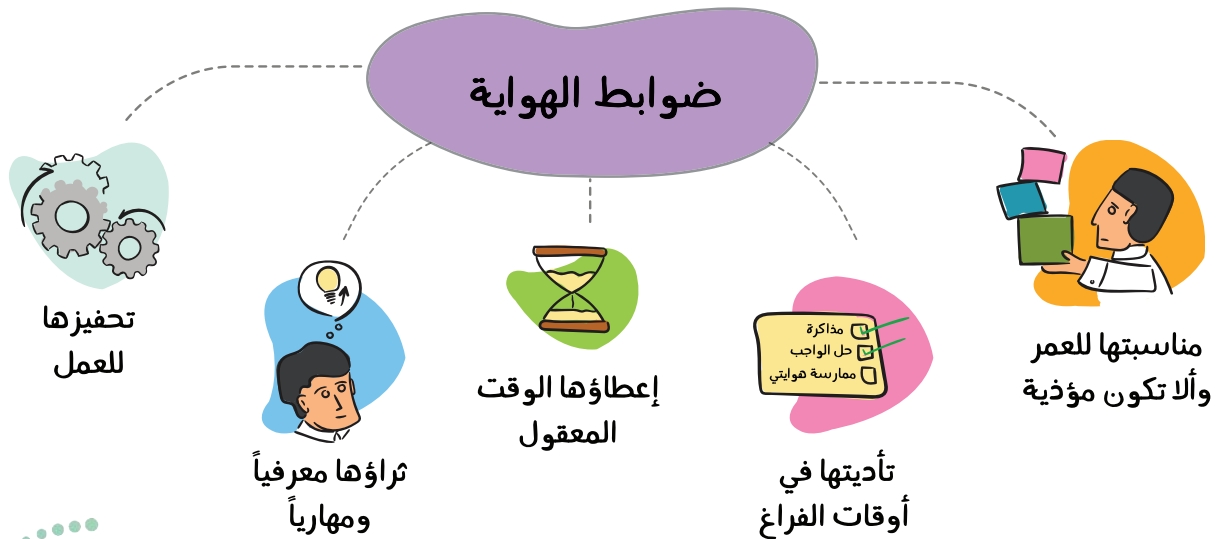 ضوابط الهواية
مناسبتها للعمر
وألا تكون مؤذية
مذاكرة
حل الواجب
ممارسة هوايتي
تأديتها في
أوقات الفراغ
إعطاؤها الوقت
المعقول
ثراؤها معرفياً
ومهارياً
تحفيزها
للعمل